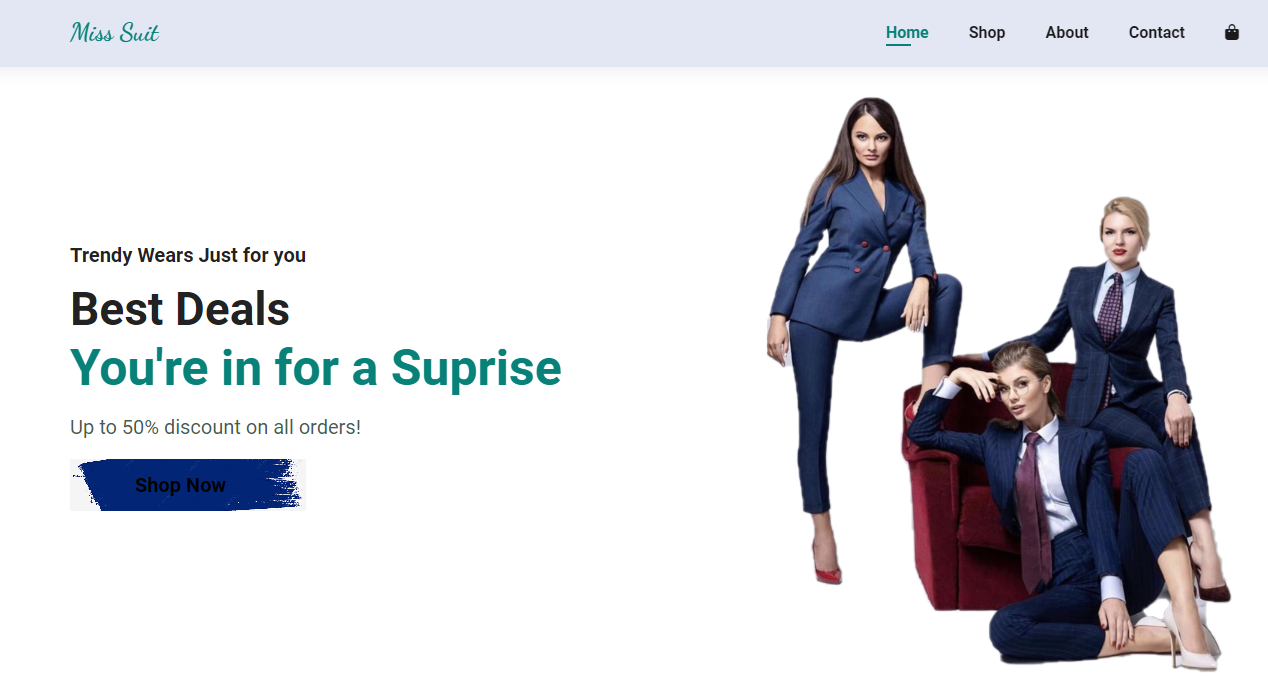 Miss Suit
Home Shop About Contact
Trendy Wears Just for you
Best Deals
You're in for a Suprise
Up to 50% discount on all orders!
Shop Now